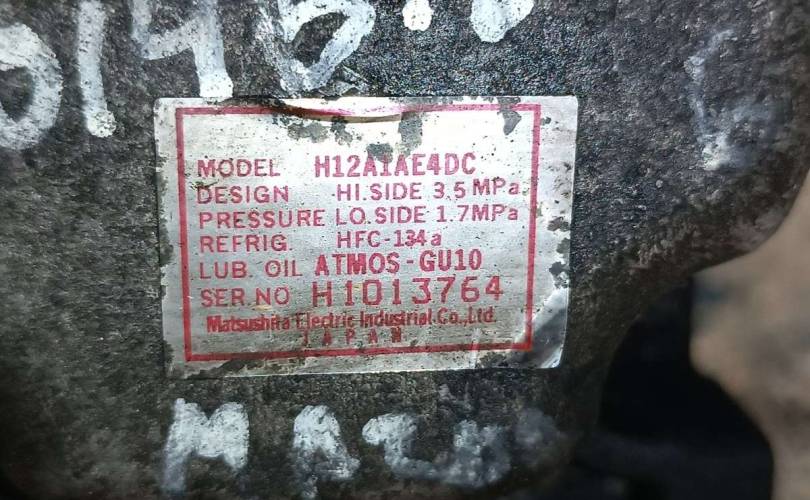 MODEL H12A1AE4DC
DESIGN HI.SIDE 3.5 MPa
PRESSURE LO.SIDE 1.7MPa
REFRIG. HFC-134a
LUB. OIL ATMOS-GU10
SER.NO H1013764
Matsushita Electric Industrial Co., Ltd.
JAPAN